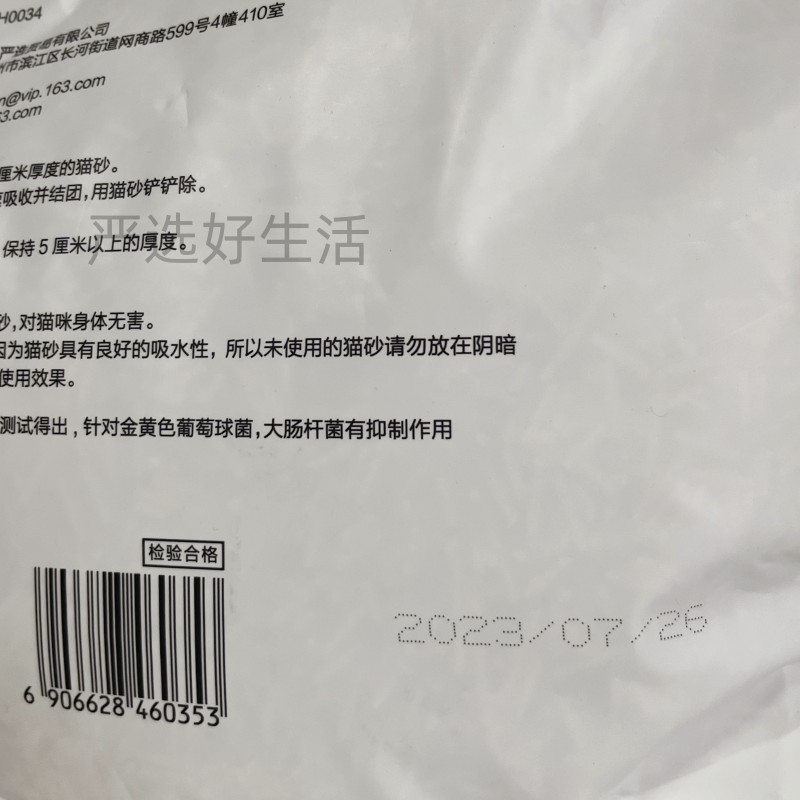 H0034
严选贸易有限公司
州市滨江区长河街道网商路599号4幢410室
n@vip.163.com
3.com
厘米厚度的猫砂。
吸收并结团,用猫砂铲铲除。
保持5厘米以上的厚度。
严选好生活
砂,对猫咪身体无害。
因为猫砂具有良好的吸水性，所以未使用的猫砂请勿放在阴暗
使用效果。
测试得出,针对金黄色葡萄球菌,大肠杆菌有抑制作用
检验合格
6 906628 460353
2023/07/26